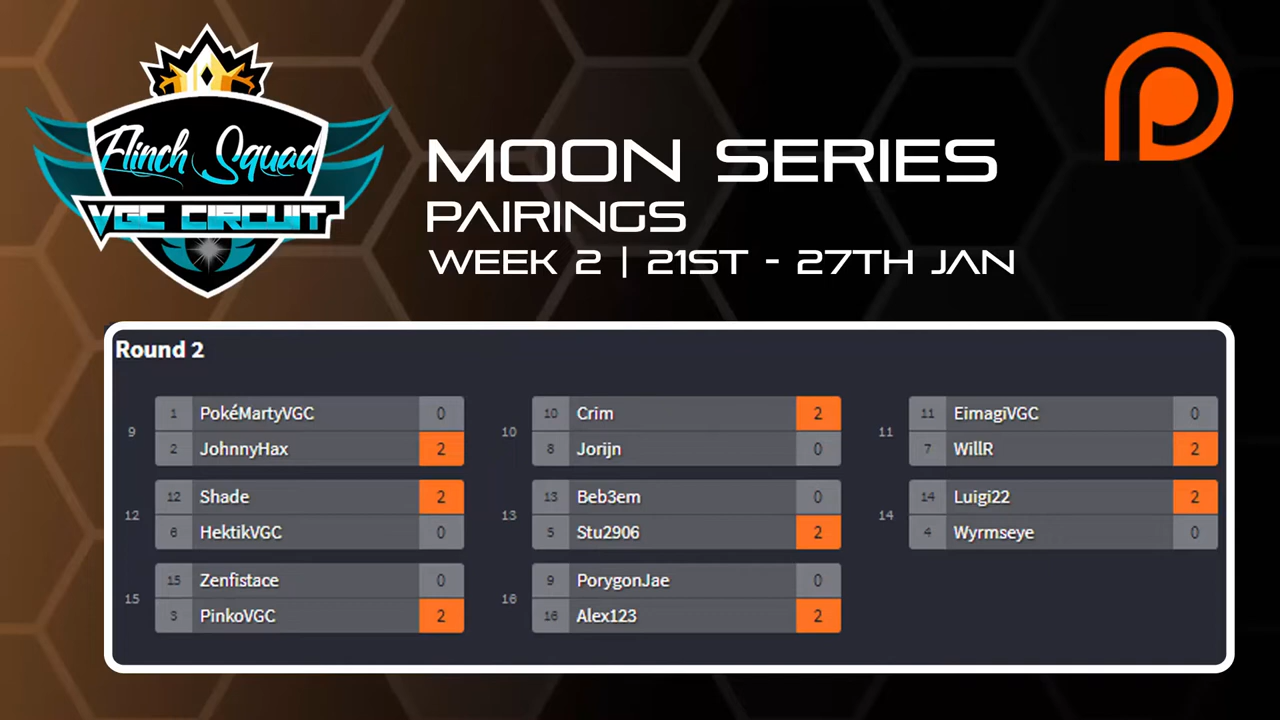 Flinch Squad
VGC CIRCUIT
MOON SERIES
PAIRINGS
WEEK 2 | 21ST - 27TH JAN
Round 2
9
1 PokéMartyVGC 0
2 JohnnyHax 2
10
10 Crim 2
8 Jorijn 0
11
11 EimagiVGC 0
7 WillR 2
12
12 Shade 2
6 HektikVGC 0
13
13 Beb3em 0
5 Stu2906 2
14
14 Luigi22 2
4 Wyrmseye 0
15
15 Zenfistace 0
3 PinkoVGC 2
16
9 PorygonJae 0
16 Alex123 2